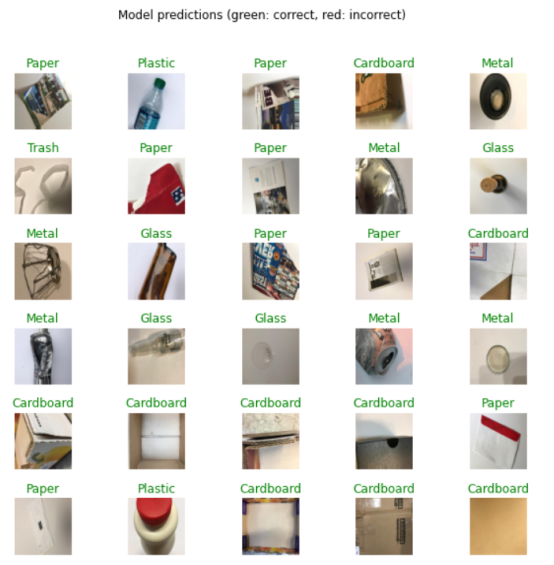 Model predictions (green: correct, red: incorrect)
Paper Plastic Paper Cardboard Metal
Trash Paper Paper Metal Glass
Metal Glass Paper Paper Cardboard
Metal Glass Glass Metal Metal
Cardboard Cardboard Cardboard Cardboard Paper
Paper Plastic Cardboard Cardboard Cardboard